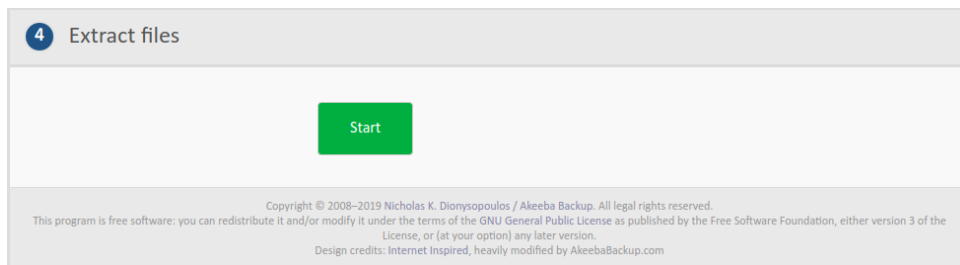 4 Extract files
Start
Copyright © 2008–2019 Nicholas K. Dionysopoulos / Akeeba Backup. All legal rights reserved.
This program is free software: you can redistribute it and/or modify it under the terms of the GNU General Public License as published by the Free Software Foundation, either version 3 of the
License, or (at your option) any later version.
Design credits: Internet Inspired, heavily modified by AkeebaBackup.com